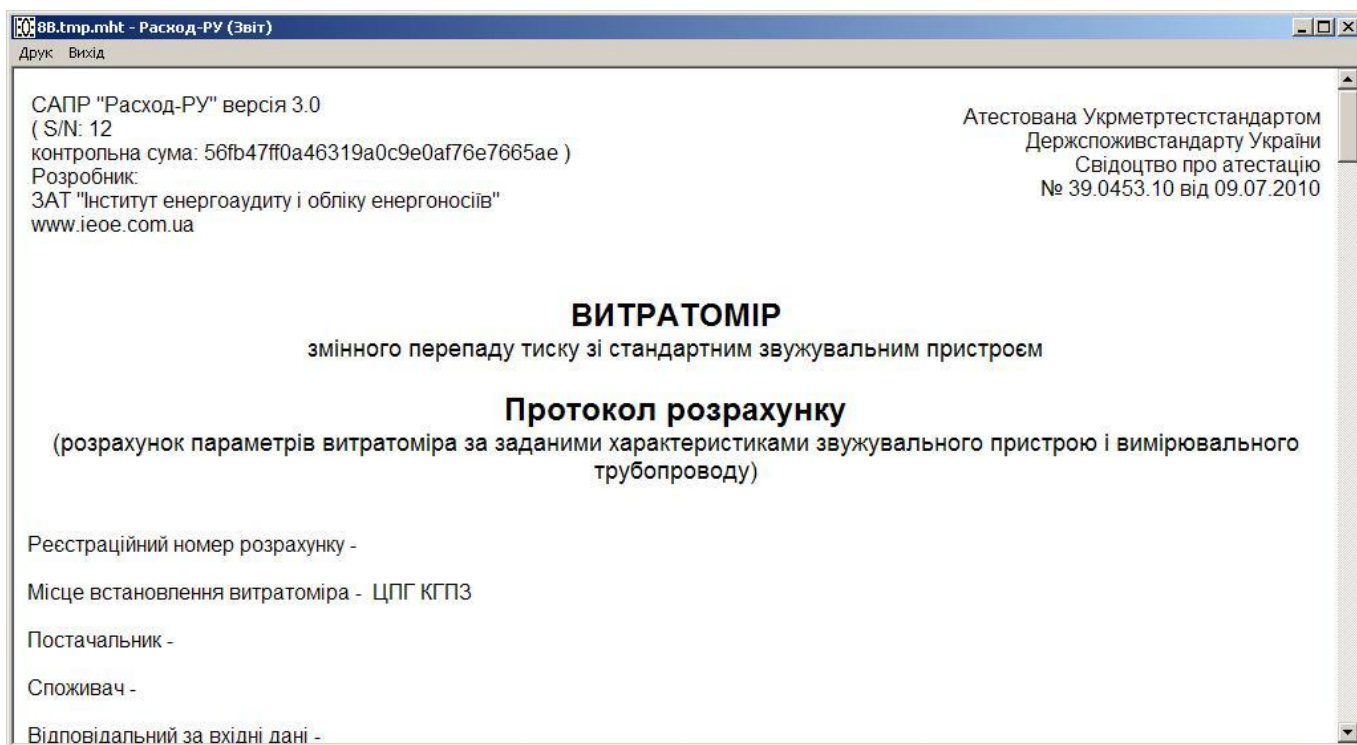 8B.tmp.mht - Расход-РУ (Звіт)
Друк Вихід
САПР "Расход-РУ" версія 3.0
( S/N: 12
контрольна сума: 56fb47ff0a46319a0c9e0af76e7665ae )
Розробник:
ЗАТ "Інститут енергоаудиту і обліку енергоносіїв"
www.ieoe.com.ua
Атестована Укрметртестстандартом
Держспоживстандарту України
Свідоцтво про атестацію
№ 39.0453.10 від 09.07.2010
ВИТРАТОМІР
змінного перепаду тиску зі стандартним звужувальним пристроєм
Протокол розрахунку
(розрахунок параметрів витратоміра за заданими характеристиками звужувального пристрою і вимірювального
трубопроводу)
Реєстраційний номер розрахунку -
Місце встановлення витратоміра - ЦПГ КГПЗ
Постачальник -
Споживач -
Відповідальний за вхідні дані -